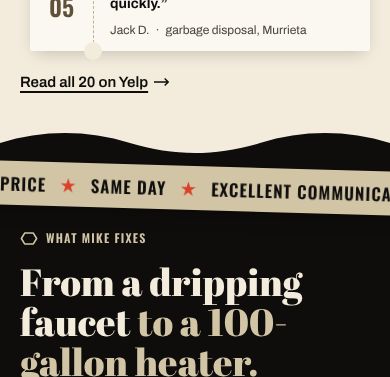 05
quickly.”
Jack D. · garbage disposal, Murrieta
Read all 20 on Yelp →
PRICE ★ SAME DAY ★ EXCELLENT COMMUNICA
WHAT MIKE FIXES
From a dripping
faucet to a 100-
gallon heater.